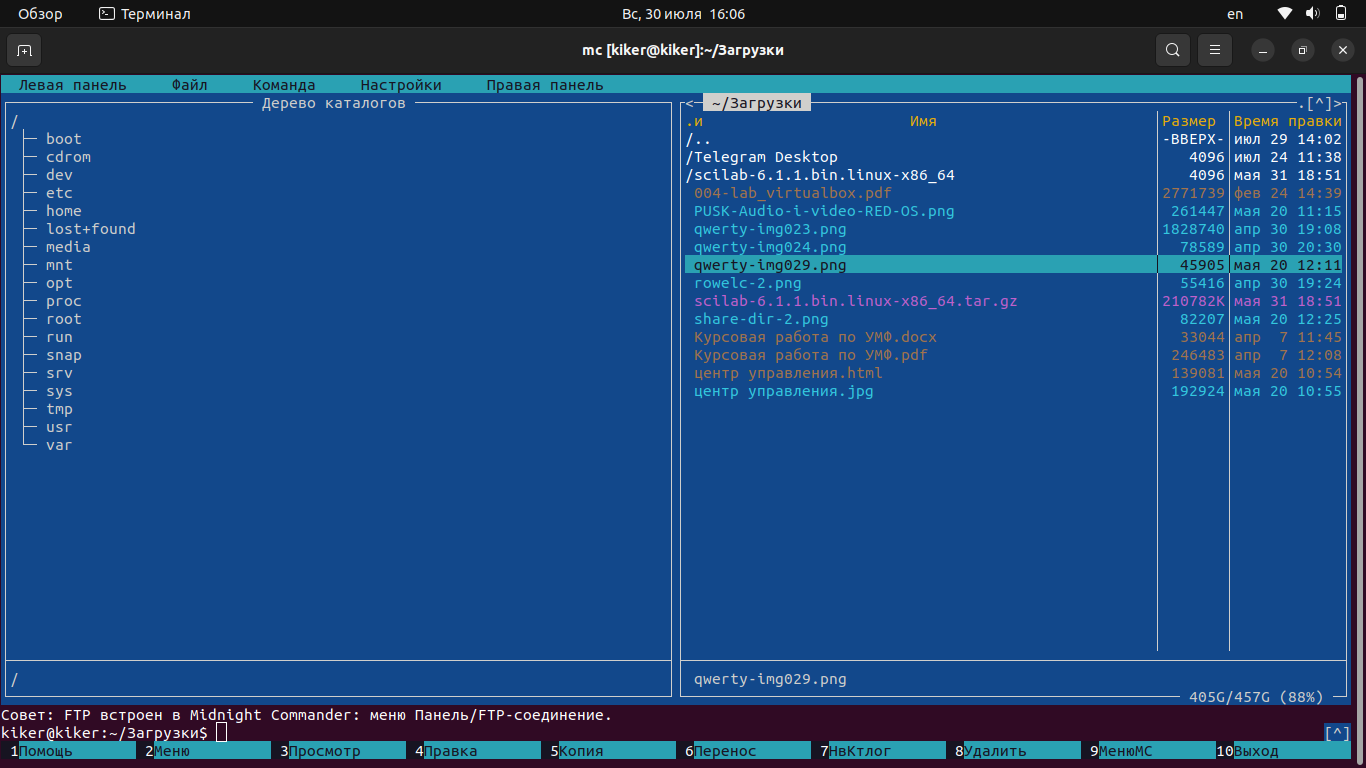 Обзор Терминал Вс, 30 июля 16:06 en
mc [kiker@kiker]:~/Загрузки
Левая панель Файл Команда Настройки Правая панель
Дерево каталогов
/
boot
cdrom
dev
etc
home
lost+found
media
mnt
opt
proc
root
run
snap
srv
sys
tmp
usr
var
/
<- ~/Загрузки .[^]>
.и Имя Размер Время правки
/.. -ВВЕРХ- июл 29 14:02
/Telegram Desktop 4096 июл 24 11:38
/scilab-6.1.1.bin.linux-x86_64 4096 мая 31 18:51
004-lab_virtualbox.pdf 2771739 фев 24 14:39
PUSK-Audio-i-video-RED-OS.png 261447 мая 20 11:15
qwerty-img023.png 1828740 апр 30 19:08
qwerty-img024.png 78589 апр 30 20:30
qwerty-img029.png 45905 мая 20 12:11
rowelc-2.png 55416 апр 30 19:24
scilab-6.1.1.bin.linux-x86_64.tar.gz 210782K мая 31 18:51
share-dir-2.png 82207 мая 20 12:25
Курсовая работа по УМФ.docx 33044 апр 7 11:45
Курсовая работа по УМФ.pdf 246483 апр 7 12:08
центр управления.html 139081 мая 20 10:54
центр управления.jpg 192924 мая 20 10:55
qwerty-img029.png
405G/457G (88%)
Совет: FTP встроен в Midnight Commander: меню Панель/FTP-соединение.
kiker@kiker:~/Загрузки$ [^]
1Помощь 2Меню 3Просмотр 4Правка 5Копия 6Перенос 7НвКтлог 8Удалить 9МенюМС 10Выход